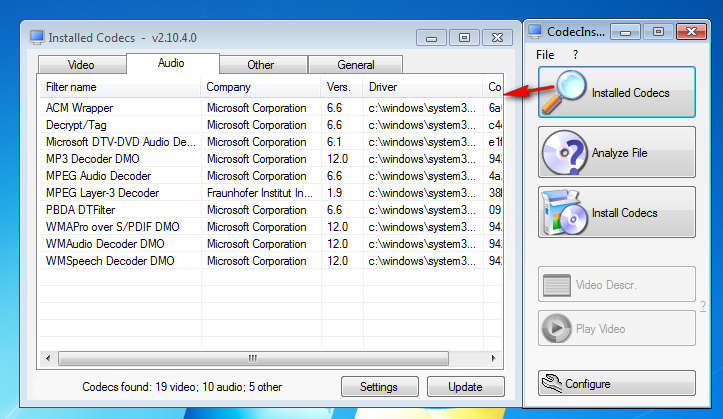 Installed Codecs - v2.10.4.0
Video Audio Other General
Filter name Company Vers. Driver Co
ACM Wrapper Microsoft Corporation 6.6 c:\windows\system3... 6a
Decrypt/Tag Microsoft Corporation 6.6 c:\windows\system3... c4
Microsoft DTV-DVD Audio De... Microsoft Corporation 6.1 c:\windows\system3... e1f
MP3 Decoder DMO Microsoft Corporation 12.0 c:\windows\system3... 94
MPEG Audio Decoder Microsoft Corporation 6.6 c:\windows\system3... 4a
MPEG Layer-3 Decoder Fraunhofer Institut In... 1.9 c:\windows\system3... 38
PBDA DTFilter Microsoft Corporation 6.6 c:\windows\system3... 09
WMAPro over S/PDIF DMO Microsoft Corporation 12.0 c:\windows\system3... 94
WMAudio Decoder DMO Microsoft Corporation 12.0 c:\windows\system3... 94
WMSpeech Decoder DMO Microsoft Corporation 12.0 c:\windows\system3... 94
Codecs found: 19 video; 10 audio; 5 other
Settings Update
CodecIns...
File ?
Installed Codecs
Analyze File
Install Codecs
Video Descr.
?
Play Video
Configure